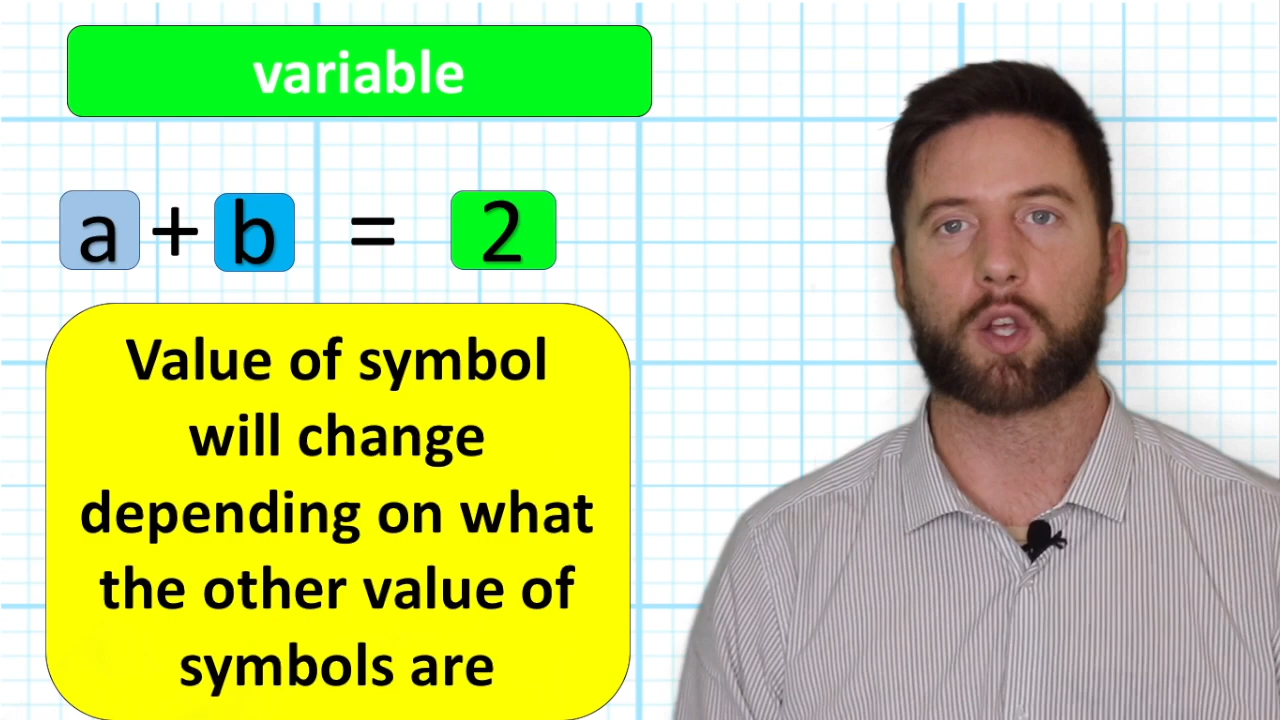 variable
a + b = 2
Value of symbol
will change
depending on what
the other value of
symbols are